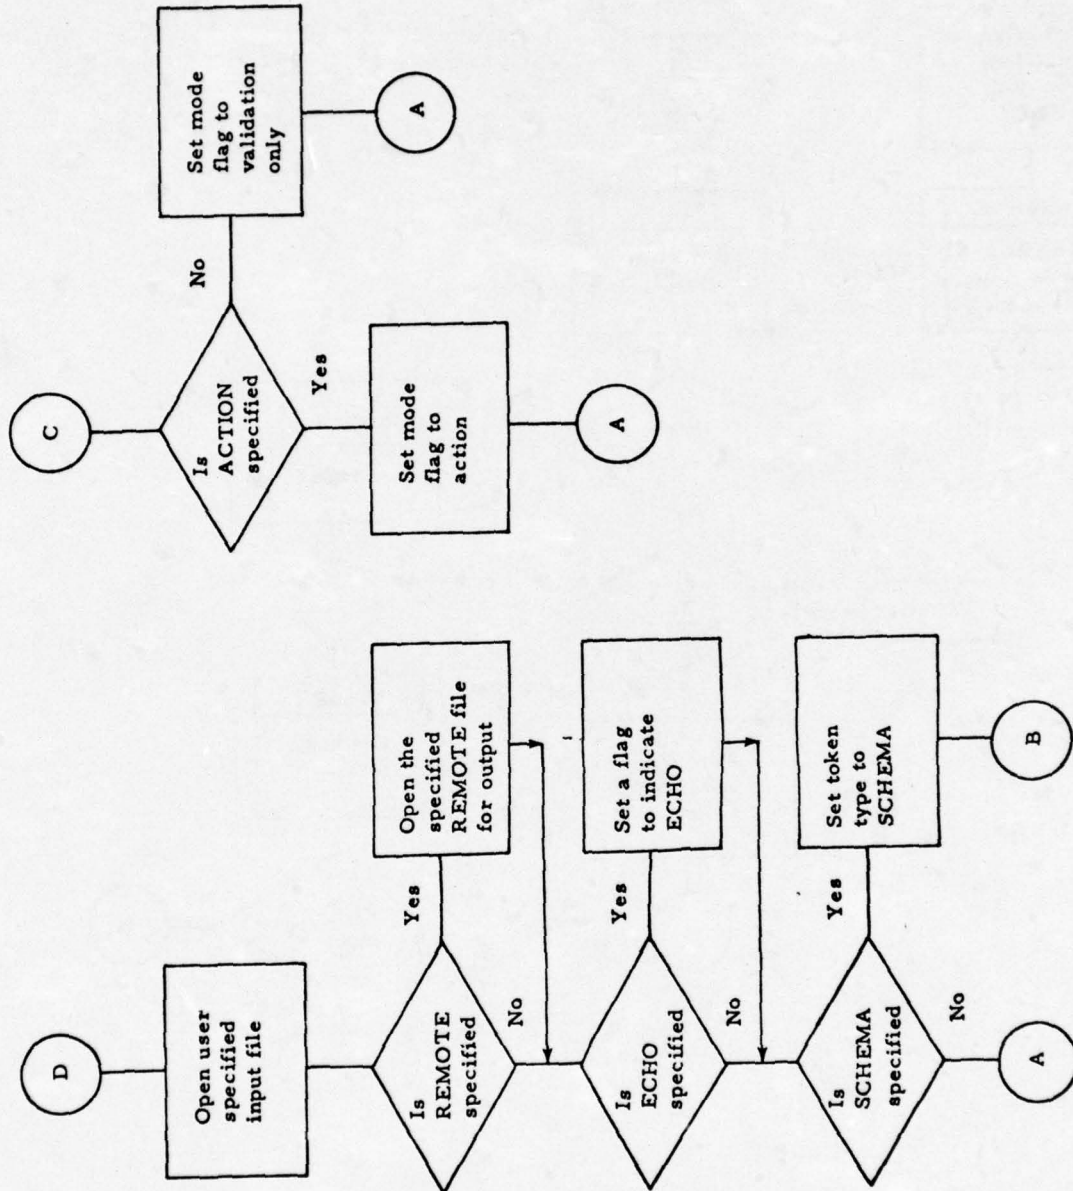 D
Open user
specified
input file
Is
REMOTE
specified
Yes
No
Open the
specified
REMOTE file
for output
Is
ECHO
specified
Yes
No
Set a flag
to indicate
ECHO
Is
SCHEMA
specified
Yes
No
Set token
type to
SCHEMA
A
B
C
Is
ACTION
specified
No
Yes
Set mode
flag to
validation
only
A
Set mode
flag to
action
A